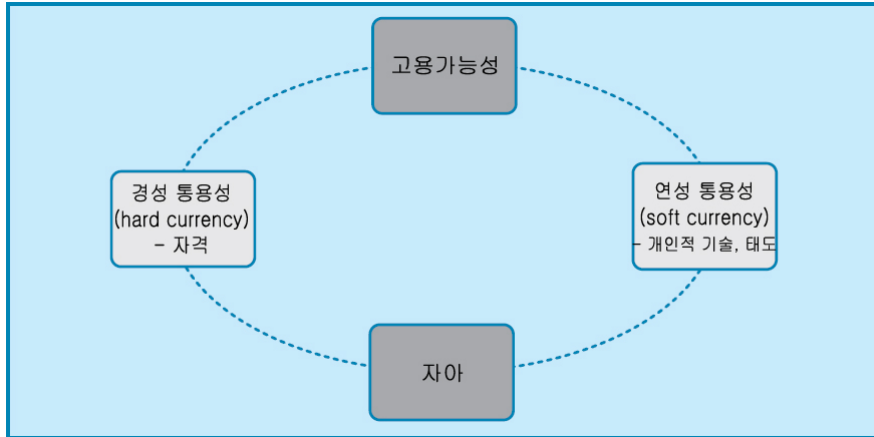 고용가능성
경성 통용성
(hard currency)
- 자격
연성 통용성
(soft currency)
- 개인적 기술, 태도
자아